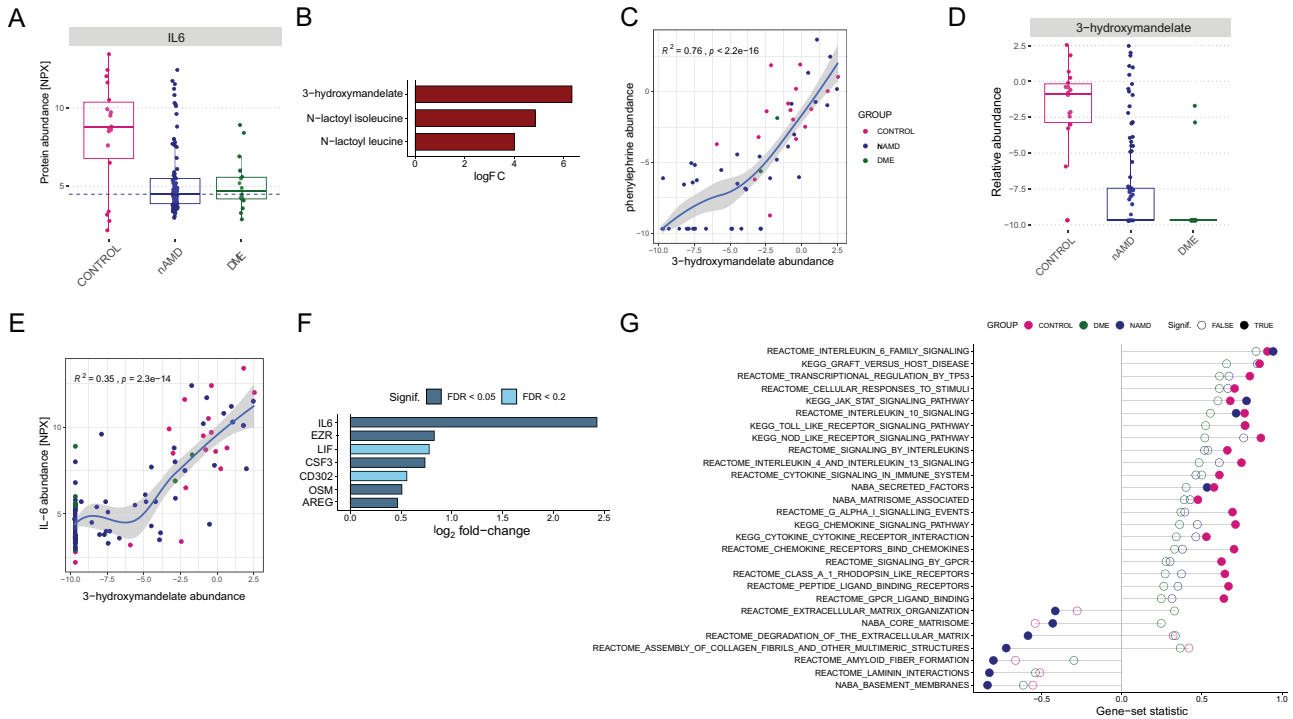 A
IL6
Protein abundance [NPX]
10
5
CONTROL
nAMD
DME
B
3−hydroxymandelate
N−lactoyl isoleucine
N−lactoyl leucine
0 2 4 6
logFC
C
R² = 0.76 , p < 2.2e−16
phenylephrine abundance
0
−5
−10
−10.0 −7.5 −5.0 −2.5 0.0 2.5
3−hydroxymandelate abundance
GROUP
CONTROL
nAMD
DME
D
3−hydroxymandelate
Relative abundance
2.5
−0.0
−2.5
−5.0
−7.5
−10.0
CONTROL
nAMD
DME
E
R² = 0.35 , p = 2.3e−14
IL−6 abundance [NPX]
10
5
−10.0 −7.5 −5.0 −2.5 0.0 2.5
3−hydroxymandelate abundance
F
Signif. FDR < 0.05 FDR < 0.2
IL6
EZR
LIF
CSF3
CD302
OSM
AREG
0.0 0.5 1.0 1.5 2.0 2.5
log₂ fold−change
G
GROUP CONTROL DME NAMD Signif. FALSE TRUE
REACTOME_INTERLEUKIN_6_FAMILY_SIGNALING
KEGG_GRAFT_VERSUS_HOST_DISEASE
REACTOME_TRANSCRIPTIONAL_REGULATION_BY_TP53
REACTOME_CELLULAR_RESPONSES_TO_STIMULI
KEGG_JAK_STAT_SIGNALING_PATHWAY
REACTOME_INTERLEUKIN_10_SIGNALING
KEGG_TOLL_LIKE_RECEPTOR_SIGNALING_PATHWAY
KEGG_NOD_LIKE_RECEPTOR_SIGNALING_PATHWAY
REACTOME_SIGNALING_BY_INTERLEUKINS
REACTOME_INTERLEUKIN_4_AND_INTERLEUKIN_13_SIGNALING
REACTOME_CYTOKINE_SIGNALING_IN_IMMUNE_SYSTEM
NABA_SECRETED_FACTORS
NABA_MATRISOME_ASSOCIATED
REACTOME_G_ALPHA_I_SIGNALLING_EVENTS
KEGG_CHEMOKINE_SIGNALING_PATHWAY
KEGG_CYTOKINE_CYTOKINE_RECEPTOR_INTERACTION
REACTOME_CHEMOKINE_RECEPTORS_BIND_CHEMOKINES
REACTOME_SIGNALING_BY_GPCR
REACTOME_CLASS_A_1_RHODOPSIN_LIKE_RECEPTORS
REACTOME_PEPTIDE_LIGAND_BINDING_RECEPTORS
REACTOME_GPCR_LIGAND_BINDING
REACTOME_EXTRACELLULAR_MATRIX_ORGANIZATION
NABA_CORE_MATRISOME
REACTOME_DEGRADATION_OF_THE_EXTRACELLULAR_MATRIX
REACTOME_ASSEMBLY_OF_COLLAGEN_FIBRILS_AND_OTHER_MULTIMERIC_STRUCTURES
REACTOME_AMYLOID_FIBER_FORMATION
REACTOME_LAMININ_INTERACTIONS
NABA_BASEMENT_MEMBRANES
−0.5 0.0 0.5 1.0
Gene−set statistic